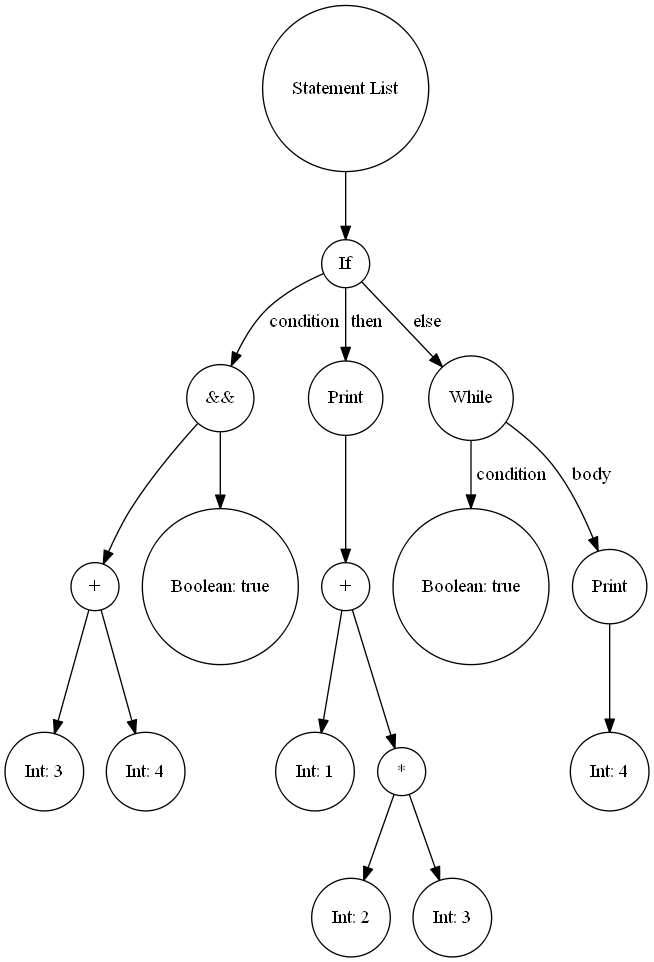 Statement List
If
condition
then
else
&&
Print
While
condition
body
+
Boolean: true
+
Boolean: true
Print
Int: 3
Int: 4
Int: 1
*
Int: 4
Int: 2
Int: 3